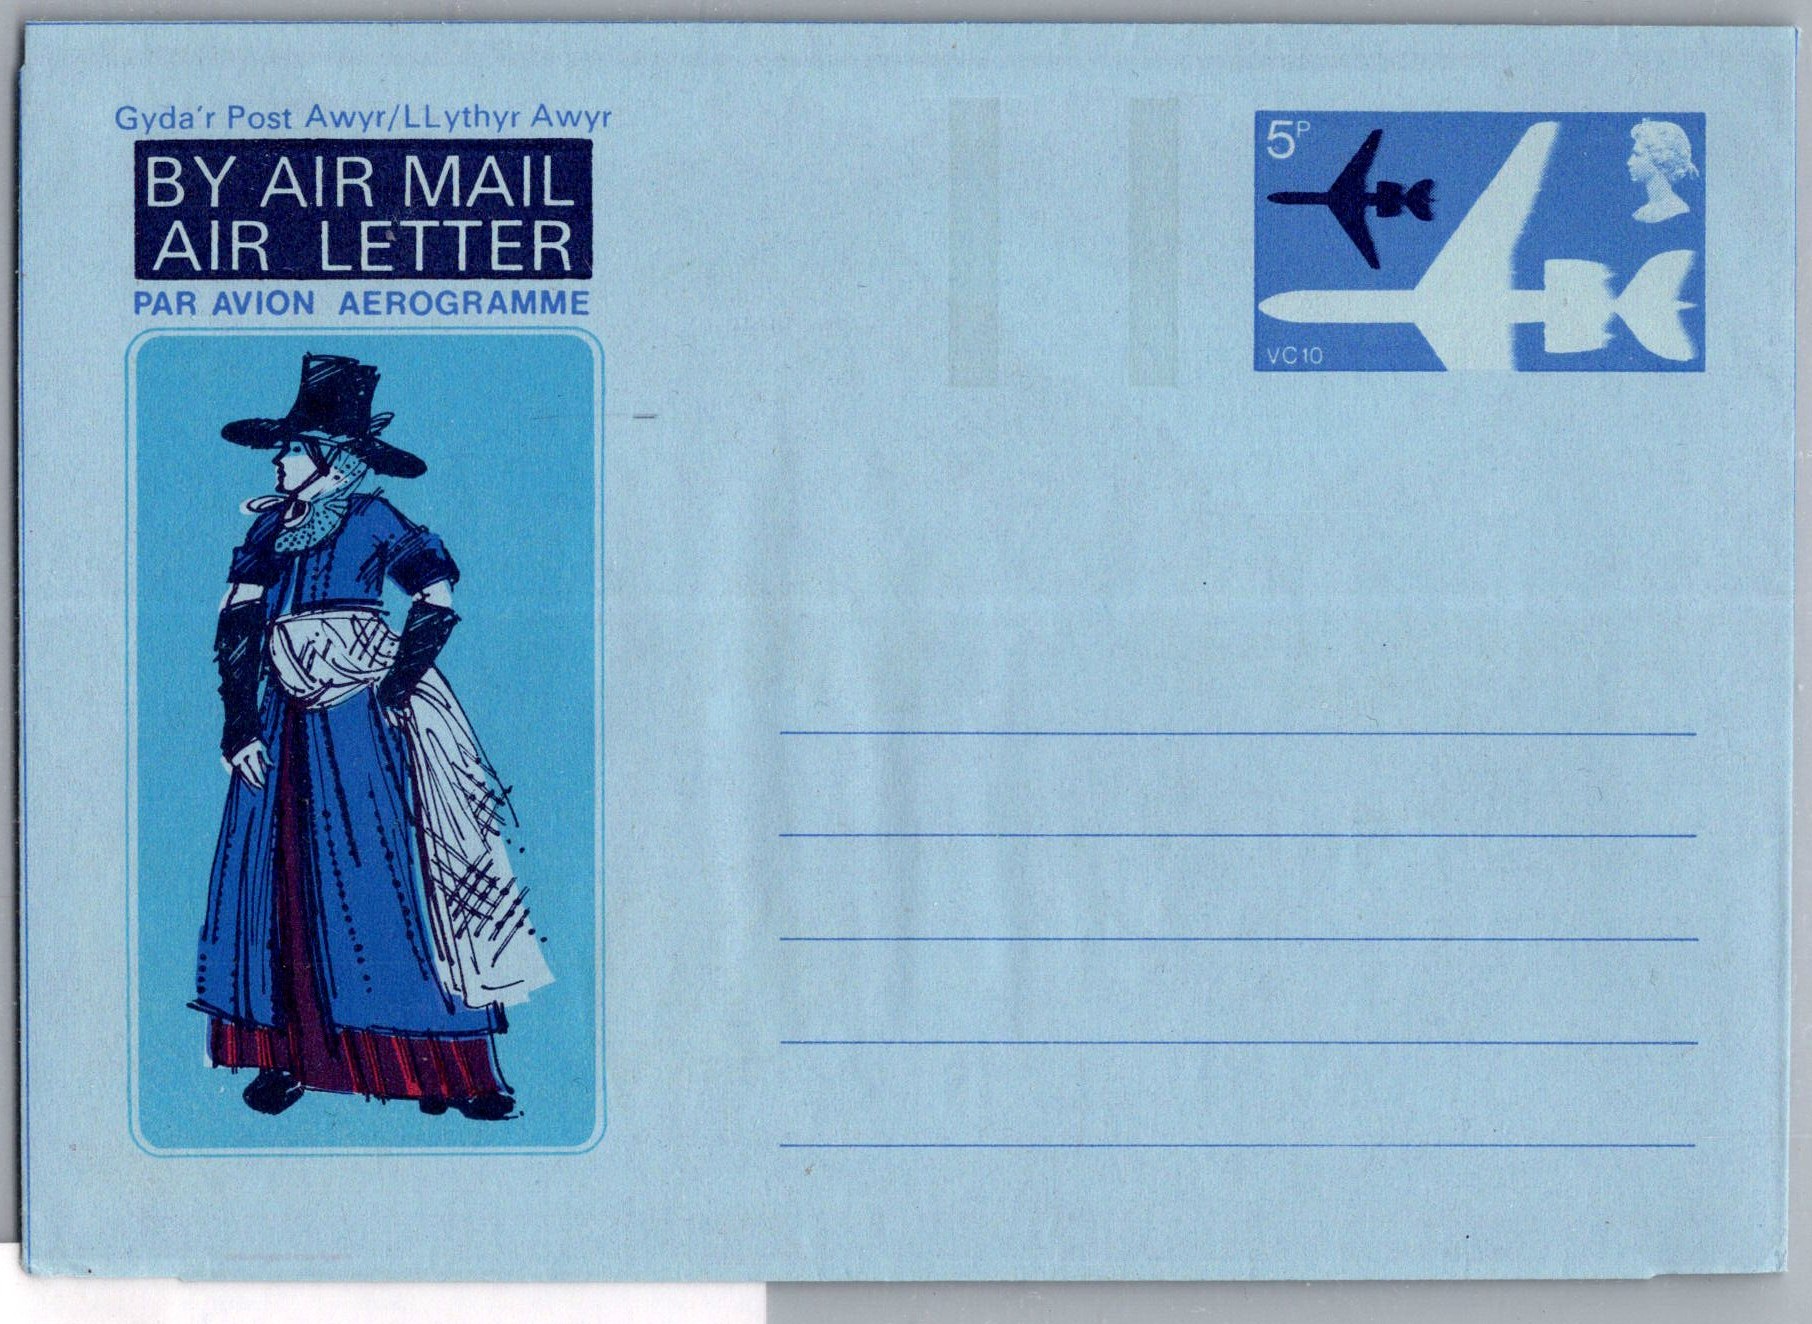 Gyda'r Post Awyr/LLythyr Awyr
BY AIR MAIL
AIR LETTER
PAR AVION AEROGRAMME
5P
VC10